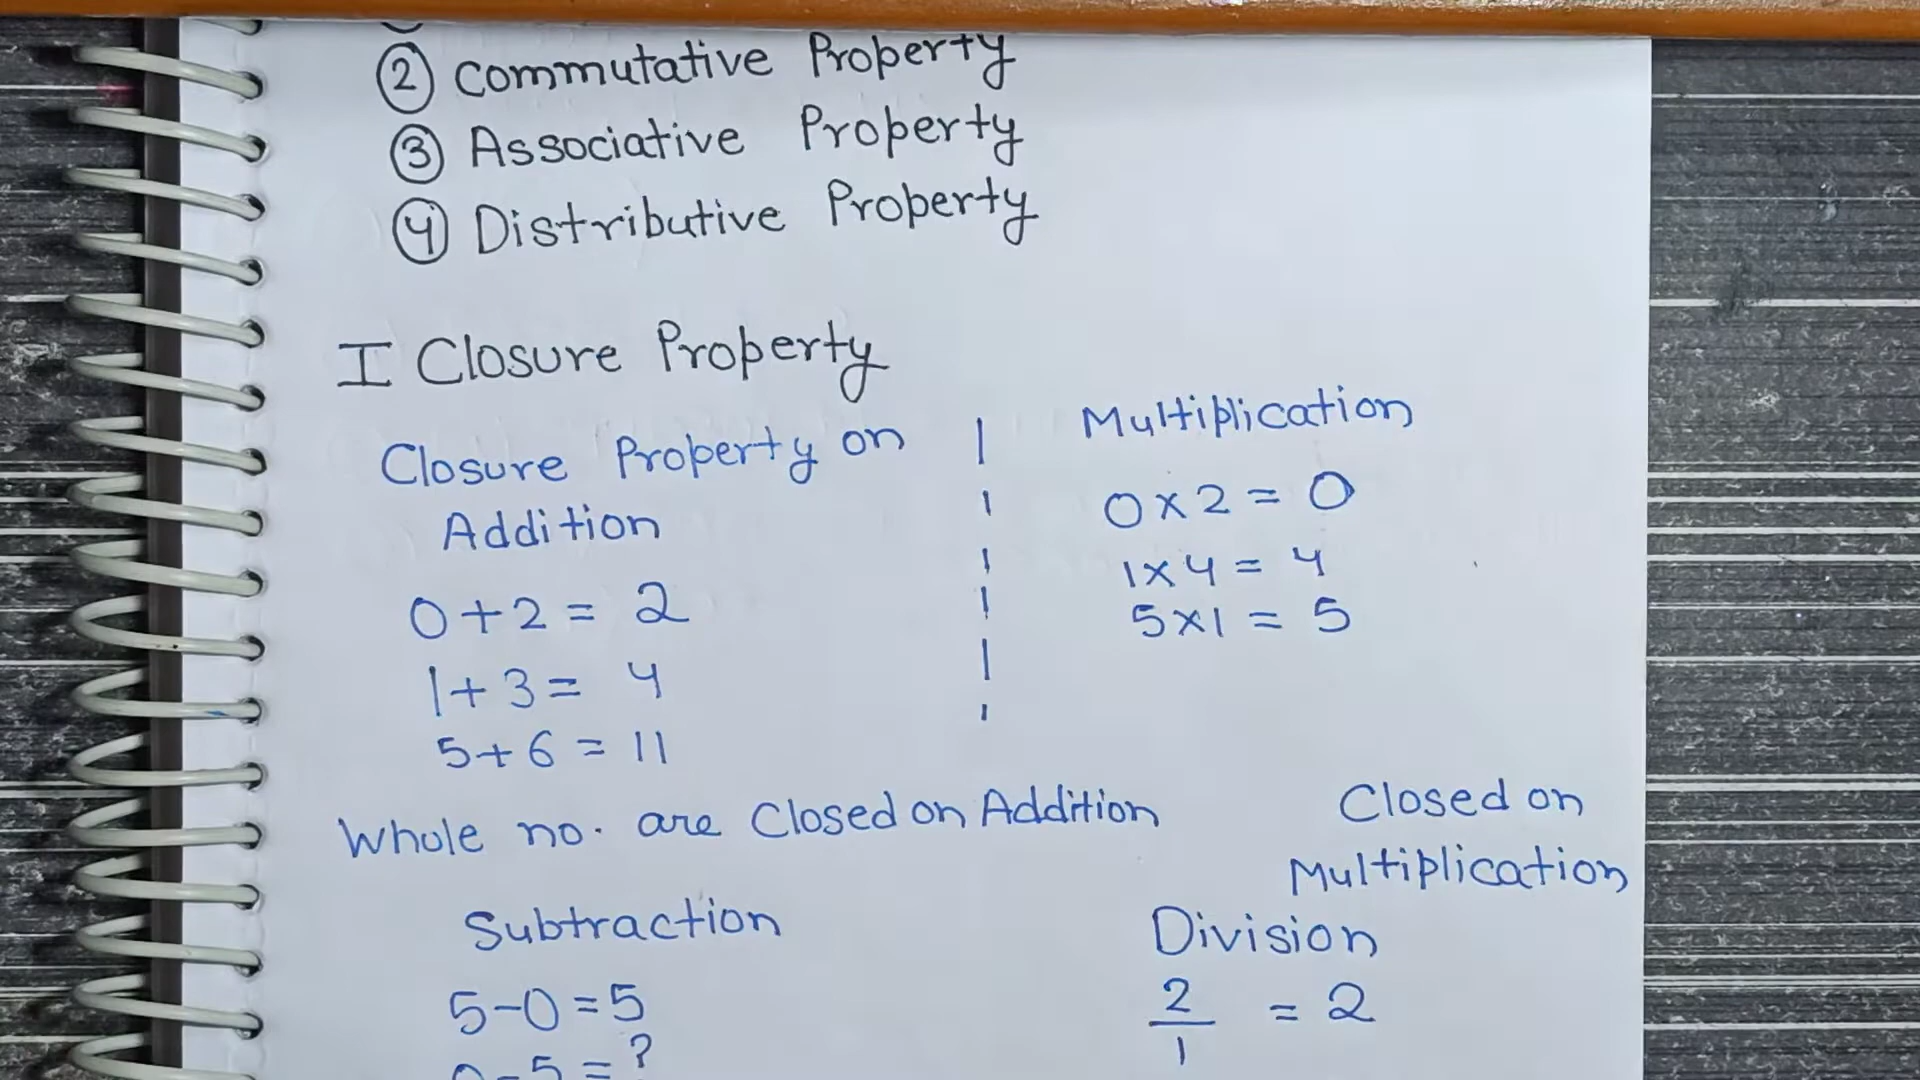 ② Commutative Property
③ Associative Property
④ Distributive Property
I Closure Property
Closure Property on
Addition
0+2 = 2
1+3 = 4
5+6 = 11
Multiplication
0×2 = 0
1×4 = 4
5×1 = 5
Whole no. are Closed on Addition
Closed on
Multiplication
Subtraction
5-0=5
0-5=?
Division
2/1 = 2